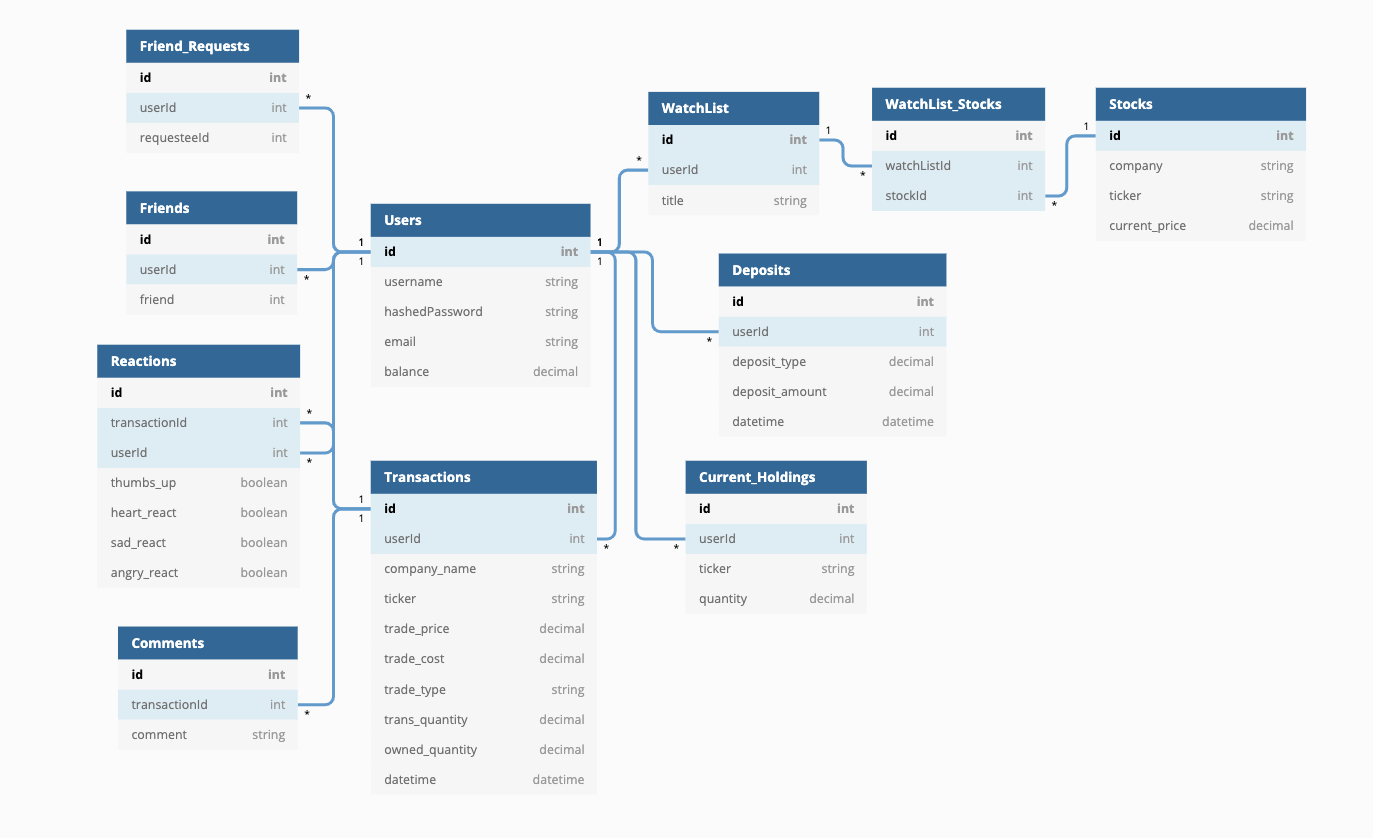 Friend_Requests
id int
userId int
requesteeId int
*
Friends
id int
userId int
friend int
*
Reactions
id int
transactionId int
userId int
thumbs_up boolean
heart_react boolean
sad_react boolean
angry_react boolean
*
*
Comments
id int
transactionId int
comment string
*
1
1
Users
id int
username string
hashedPassword string
email string
balance decimal
1
1
1
1
Transactions
id int
userId int
company_name string
ticker string
trade_price decimal
trade_cost decimal
trade_type string
trans_quantity decimal
owned_quantity decimal
datetime datetime
*
WatchList
id int
userId int
title string
*
1
WatchList_Stocks
id int
watchListId int
stockId int
*
*
1
Stocks
id int
company string
ticker string
current_price decimal
Deposits
id int
userId int
deposit_type decimal
deposit_amount decimal
datetime datetime
*
Current_Holdings
id int
userId int
ticker string
quantity decimal
*